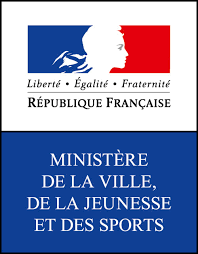 Liberté • Égalité • Fraternité
RÉPUBLIQUE FRANÇAISE
MINISTÈRE
DE LA VILLE,
DE LA JEUNESSE
ET DES SPORTS